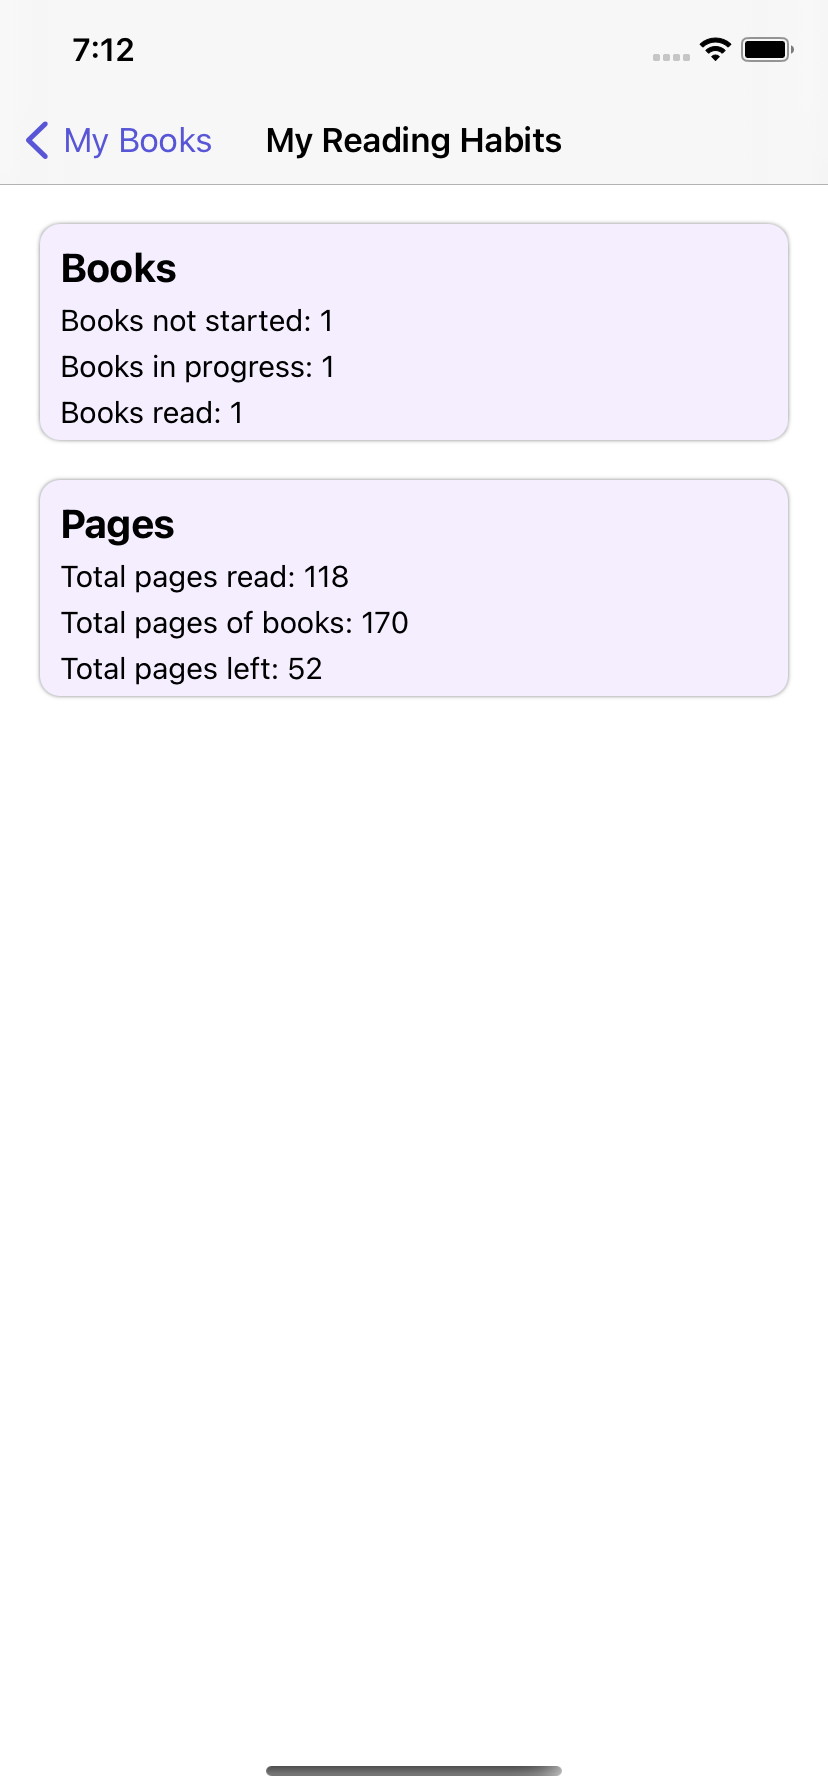 7:12
My Books My Reading Habits
Books
Books not started: 1
Books in progress: 1
Books read: 1
Pages
Total pages read: 118
Total pages of books: 170
Total pages left: 52